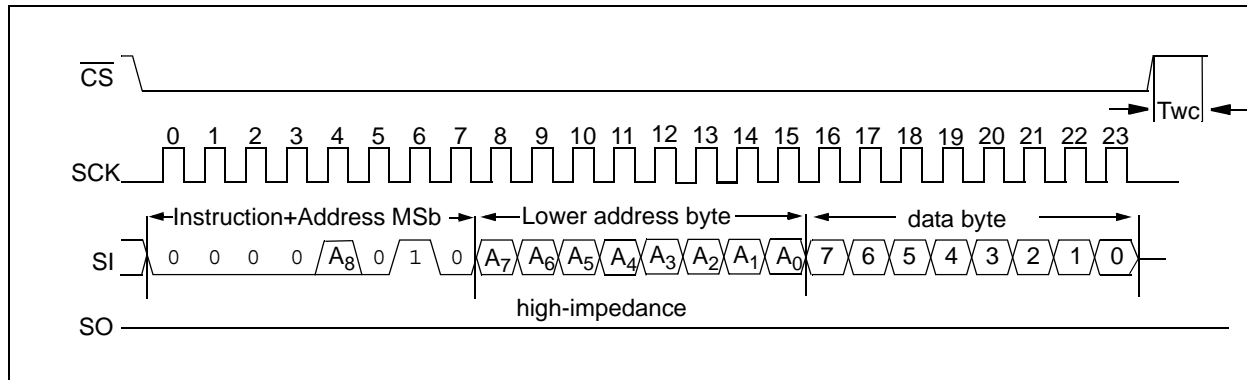 CS
Twc
0 1 2 3 4 5 6 7 8 9 10 11 12 13 14 15 16 17 18 19 20 21 22 23
SCK
Instruction+Address MSb Lower address byte data byte
SI 0 0 0 0 A8 0 1 0 A7 A6 A5 A4 A3 A2 A1 A0 7 6 5 4 3 2 1 0
high-impedance
SO